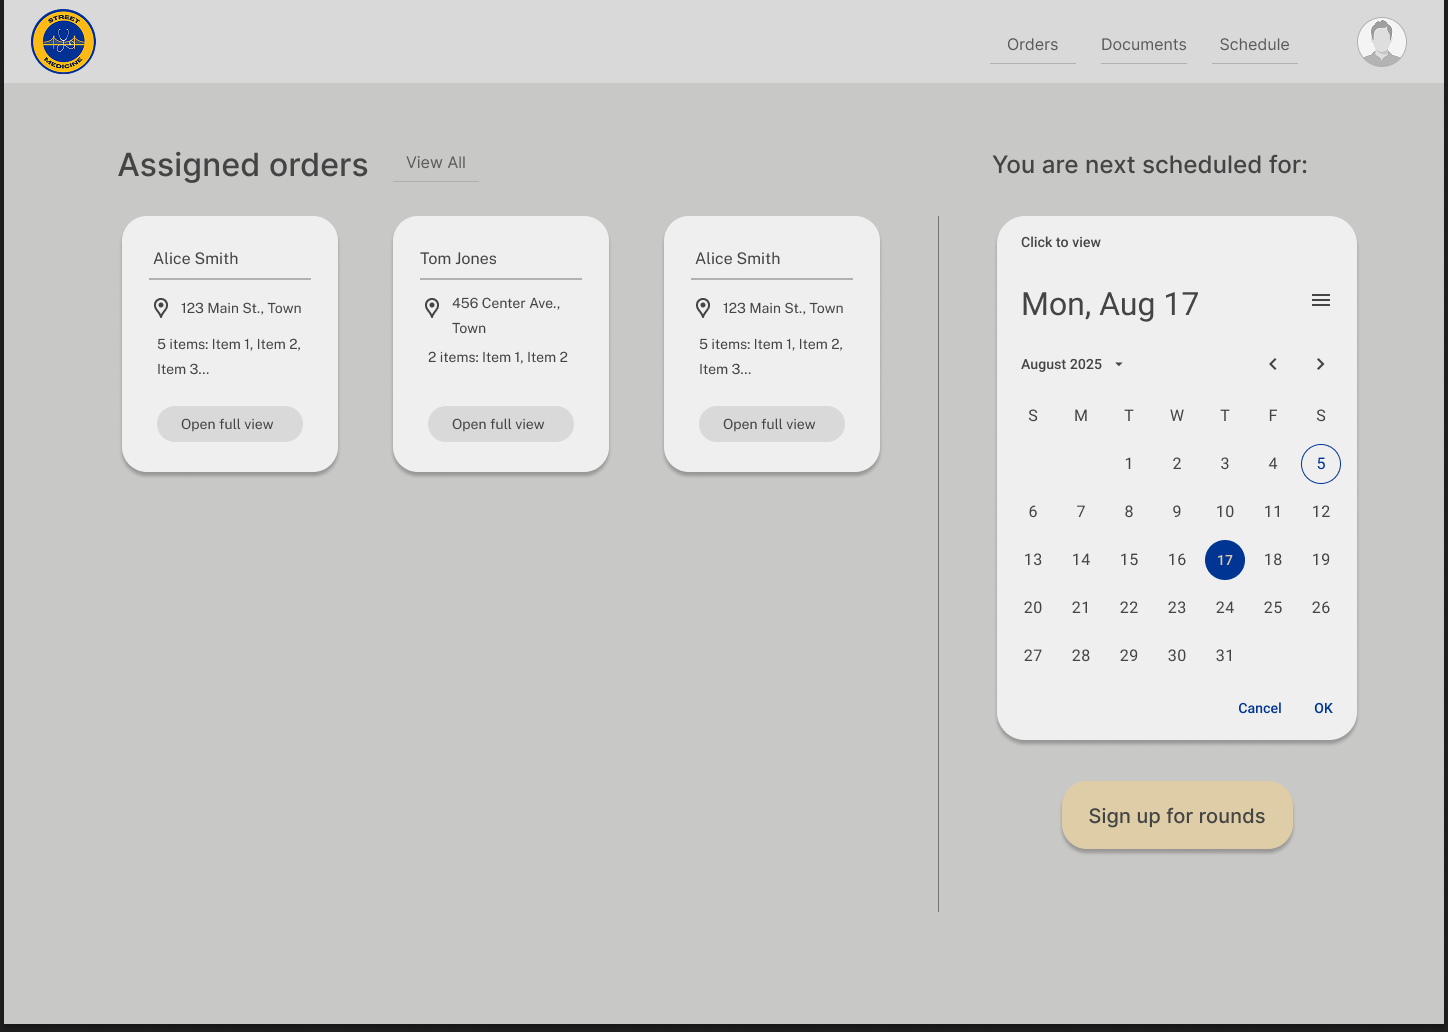 STREET
MEDICINE
Orders
Documents
Schedule
Assigned orders
View All
Alice Smith
123 Main St., Town
5 items: Item 1, Item 2,
Item 3...
Open full view
Tom Jones
456 Center Ave.,
Town
2 items: Item 1, Item 2
Open full view
Alice Smith
123 Main St., Town
5 items: Item 1, Item 2,
Item 3...
Open full view
You are next scheduled for:
Click to view
Mon, Aug 17
August 2025
S M T W T F S
1 2 3 4 5
6 7 8 9 10 11 12
13 14 15 16 17 18 19
20 21 22 23 24 25 26
27 28 29 30 31
Cancel OK
Sign up for rounds